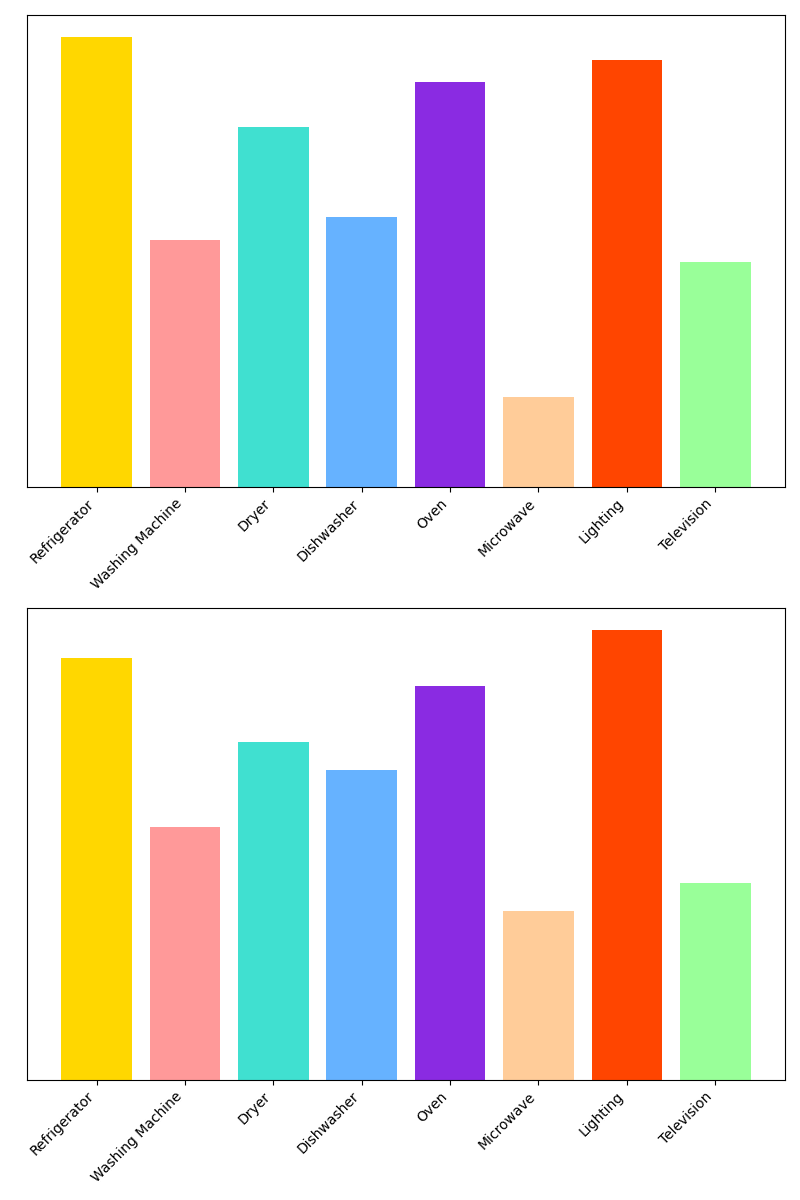 Refrigerator
Washing Machine
Dryer
Dishwasher
Oven
Microwave
Lighting
Television
Refrigerator
Washing Machine
Dryer
Dishwasher
Oven
Microwave
Lighting
Television